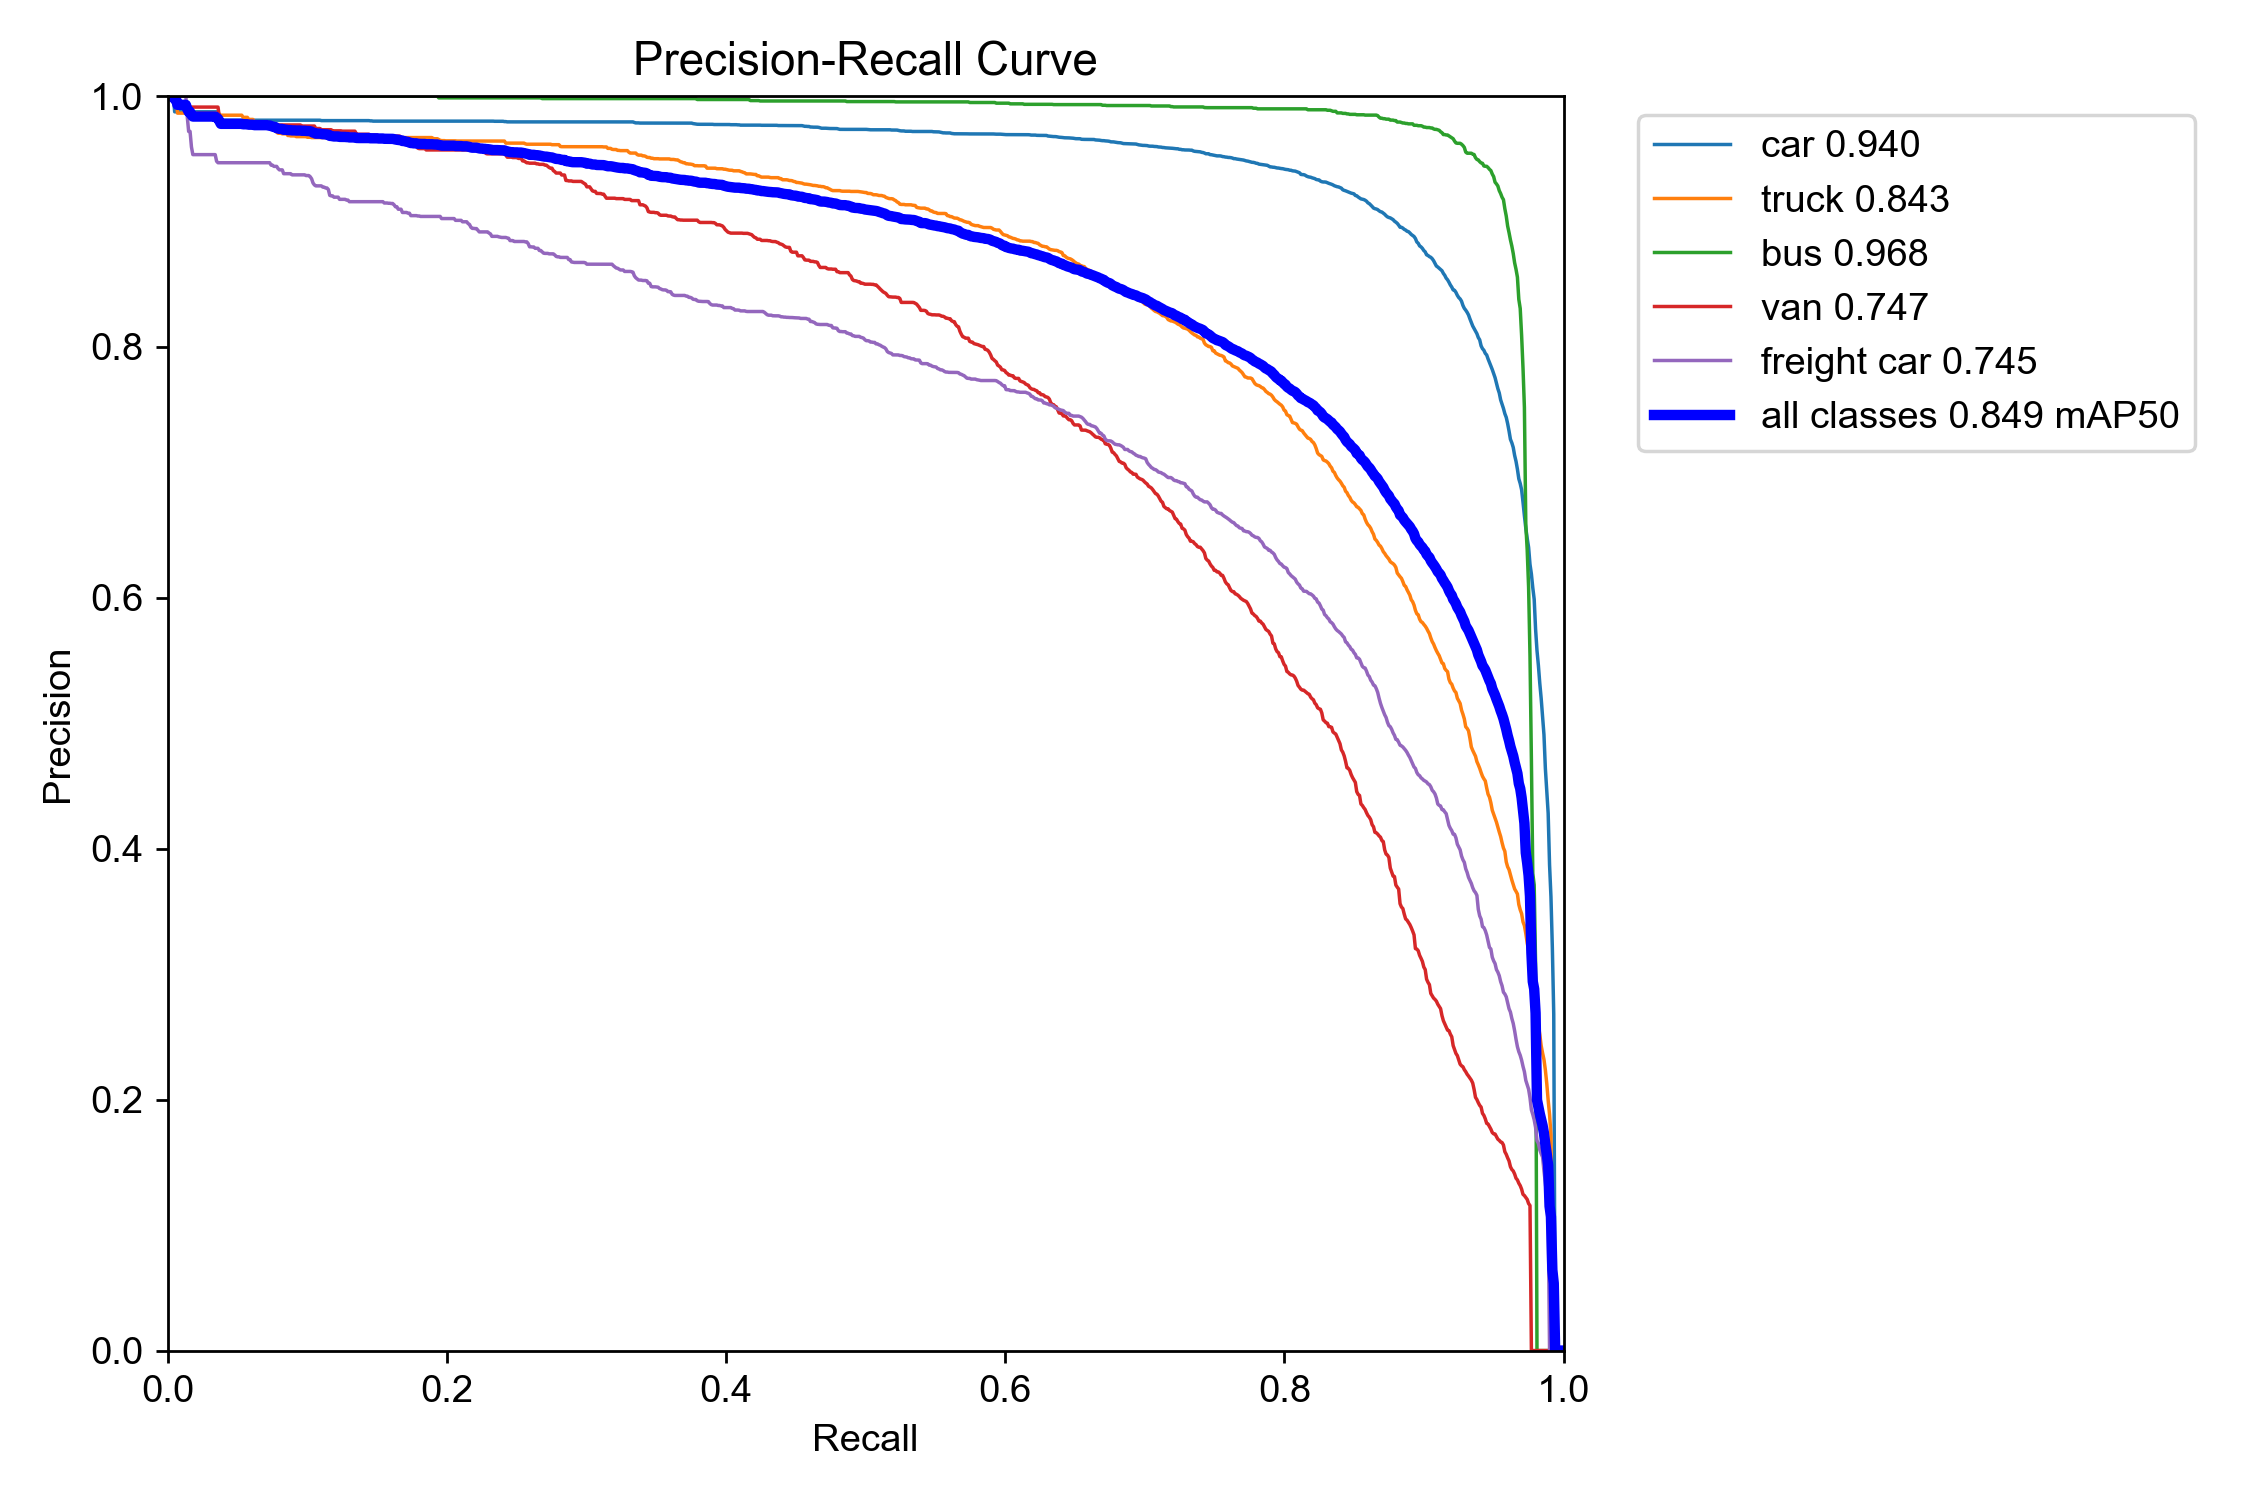 Precision-Recall Curve
1.0
0.8
0.6
0.4
0.2
0.0
Precision
0.0 0.2 0.4 0.6 0.8 1.0
Recall
car 0.940
truck 0.843
bus 0.968
van 0.747
freight car 0.745
all classes 0.849 mAP50